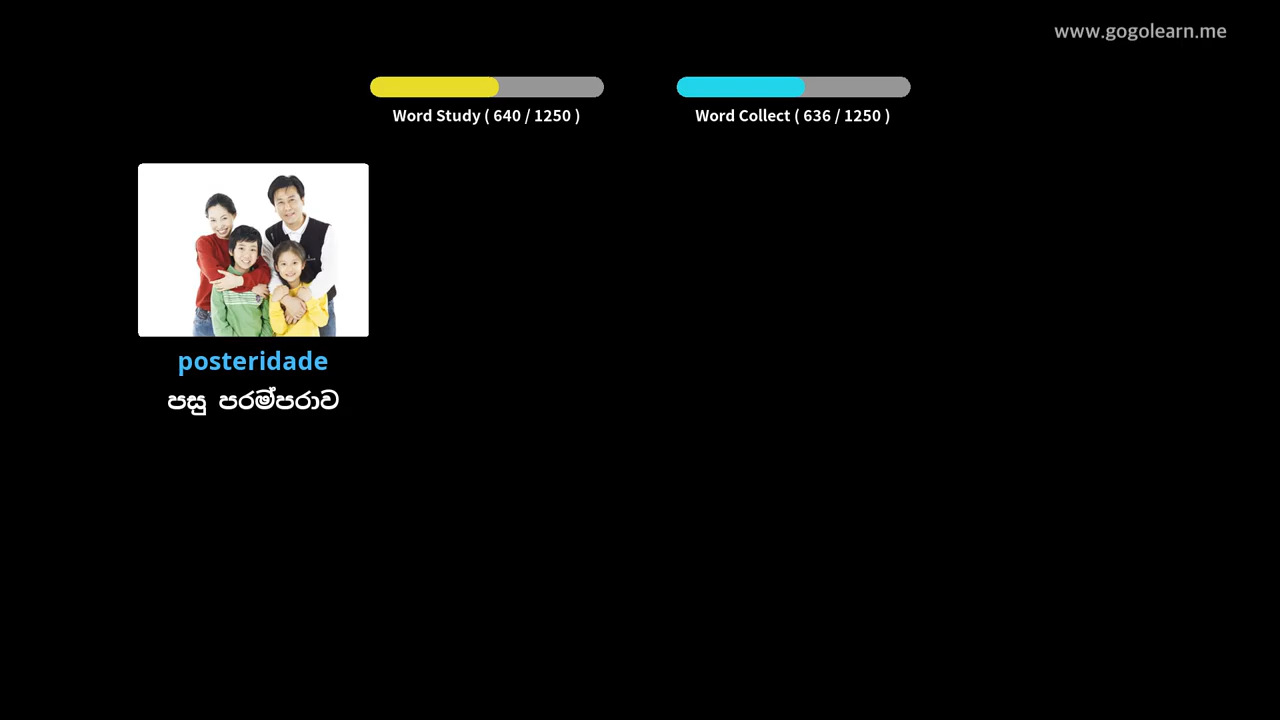 www.gogolearn.me
Word Study ( 640 / 1250 )
Word Collect ( 636 / 1250 )
posteridade
පසු පරම්පරාව